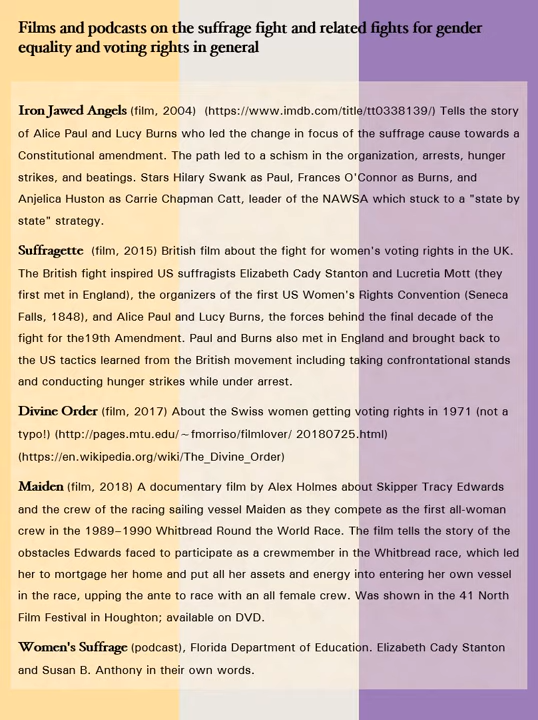 Films and podcasts on the suffrage fight and related fights for gender
equality and voting rights in general
Iron Jawed Angels (film, 2004) (https://www.imdb.com/title/tt0338139/) Tells the story
of Alice Paul and Lucy Burns who led the change in focus of the suffrage cause towards a
Constitutional amendment. The path led to a schism in the organization, arrests, hunger
strikes, and beatings. Stars Hilary Swank as Paul, Frances O'Connor as Burns, and
Anjelica Huston as Carrie Chapman Catt, leader of the NAWSA which stuck to a "state by
state" strategy.
Suffragette (film, 2015) British film about the fight for women's voting rights in the UK.
The British fight inspired US suffragists Elizabeth Cady Stanton and Lucretia Mott (they
first met in England), the organizers of the first US Women's Rights Convention (Seneca
Falls, 1848), and Alice Paul and Lucy Burns, the forces behind the final decade of the
fight for the19th Amendment. Paul and Burns also met in England and brought back to
the US tactics learned from the British movement including taking confrontational stands
and conducting hunger strikes while under arrest.
Divine Order (film, 2017) About the Swiss women getting voting rights in 1971 (not a
typo!) (http://pages.mtu.edu/~fmorriso/filmlover/ 20180725.html)
(https://en.wikipedia.org/wiki/The_Divine_Order)
Maiden (film, 2018) A documentary film by Alex Holmes about Skipper Tracy Edwards
and the crew of the racing sailing vessel Maiden as they compete as the first all-woman
crew in the 1989–1990 Whitbread Round the World Race. The film tells the story of the
obstacles Edwards faced to participate as a crewmember in the Whitbread race, which led
her to mortgage her home and put all her assets and energy into entering her own vessel
in the race, upping the ante to race with an all female crew. Was shown in the 41 North
Film Festival in Houghton; available on DVD.
Women's Suffrage (podcast), Florida Department of Education. Elizabeth Cady Stanton
and Susan B. Anthony in their own words.